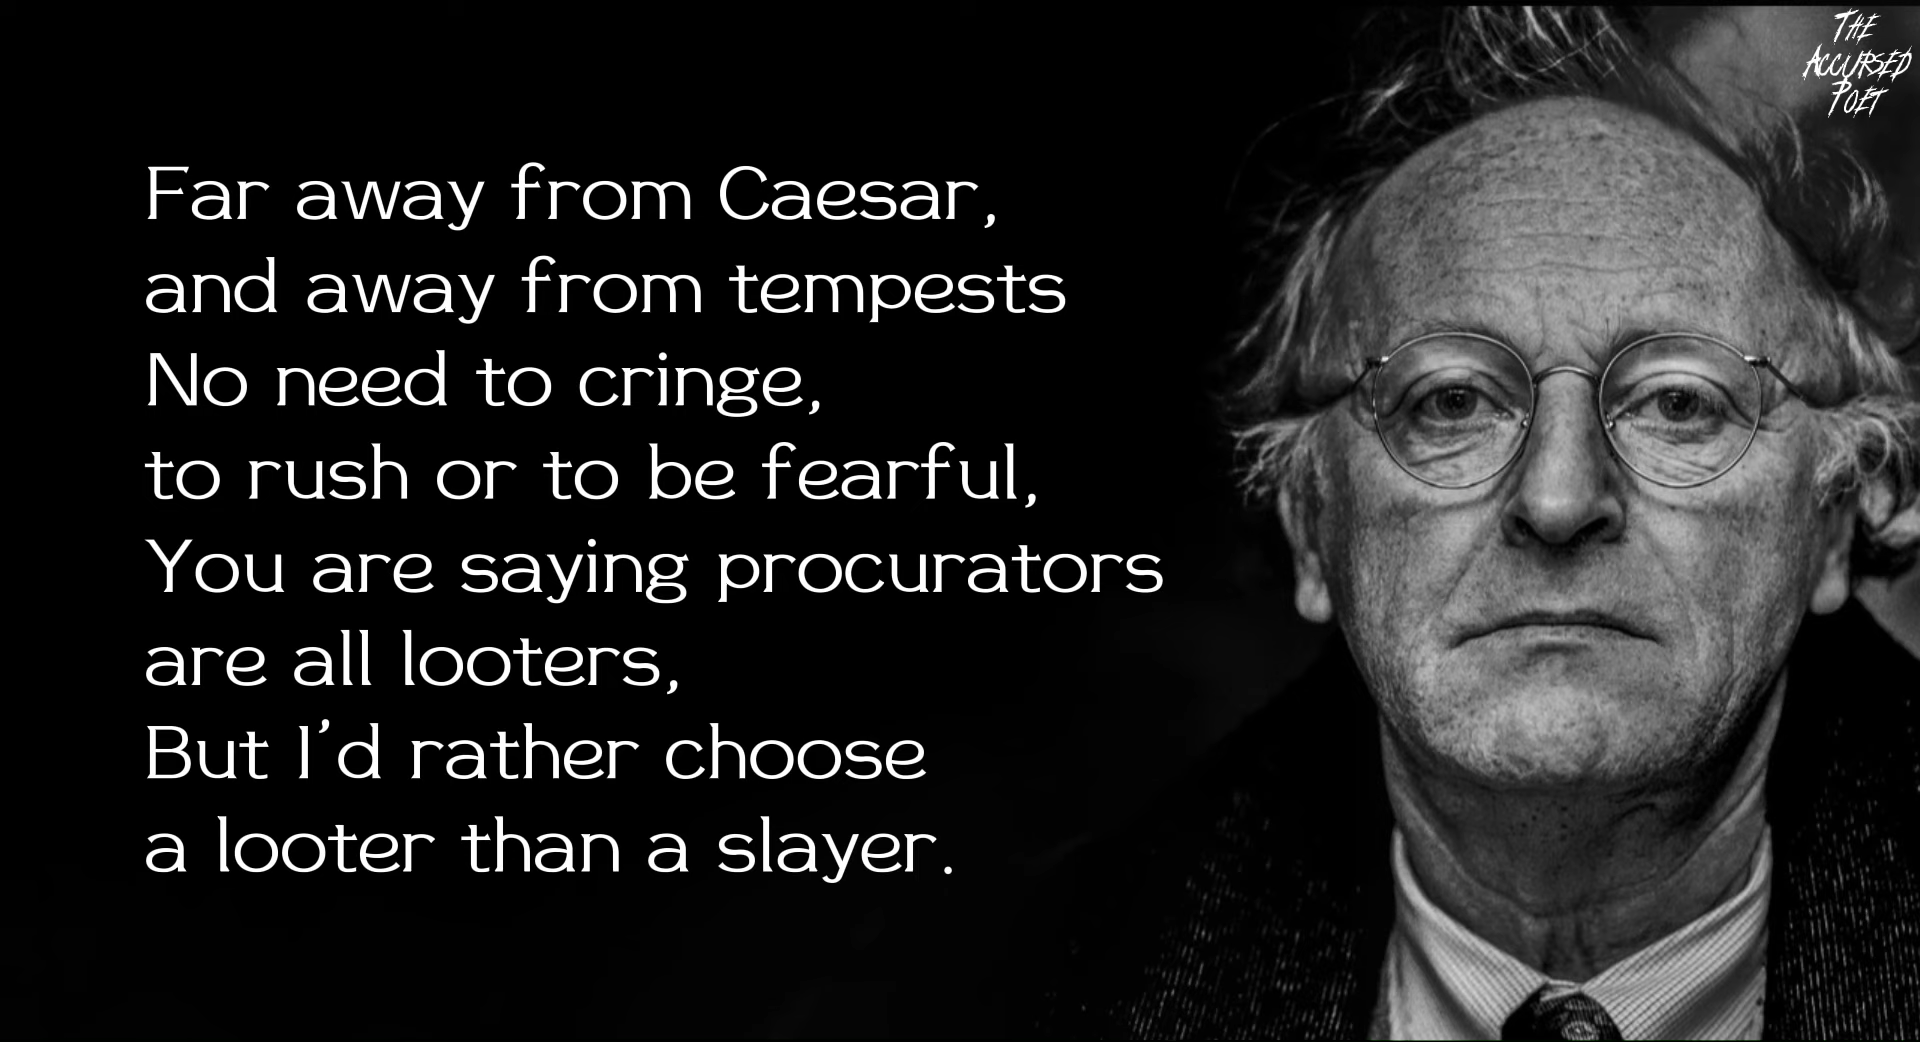 Far away from Caesar,
and away from tempests
No need to cringe,
to rush or to be fearful,
You are saying procurators
are all looters,
But I’d rather choose
a looter than a slayer.
THE
ACCURSED
POET